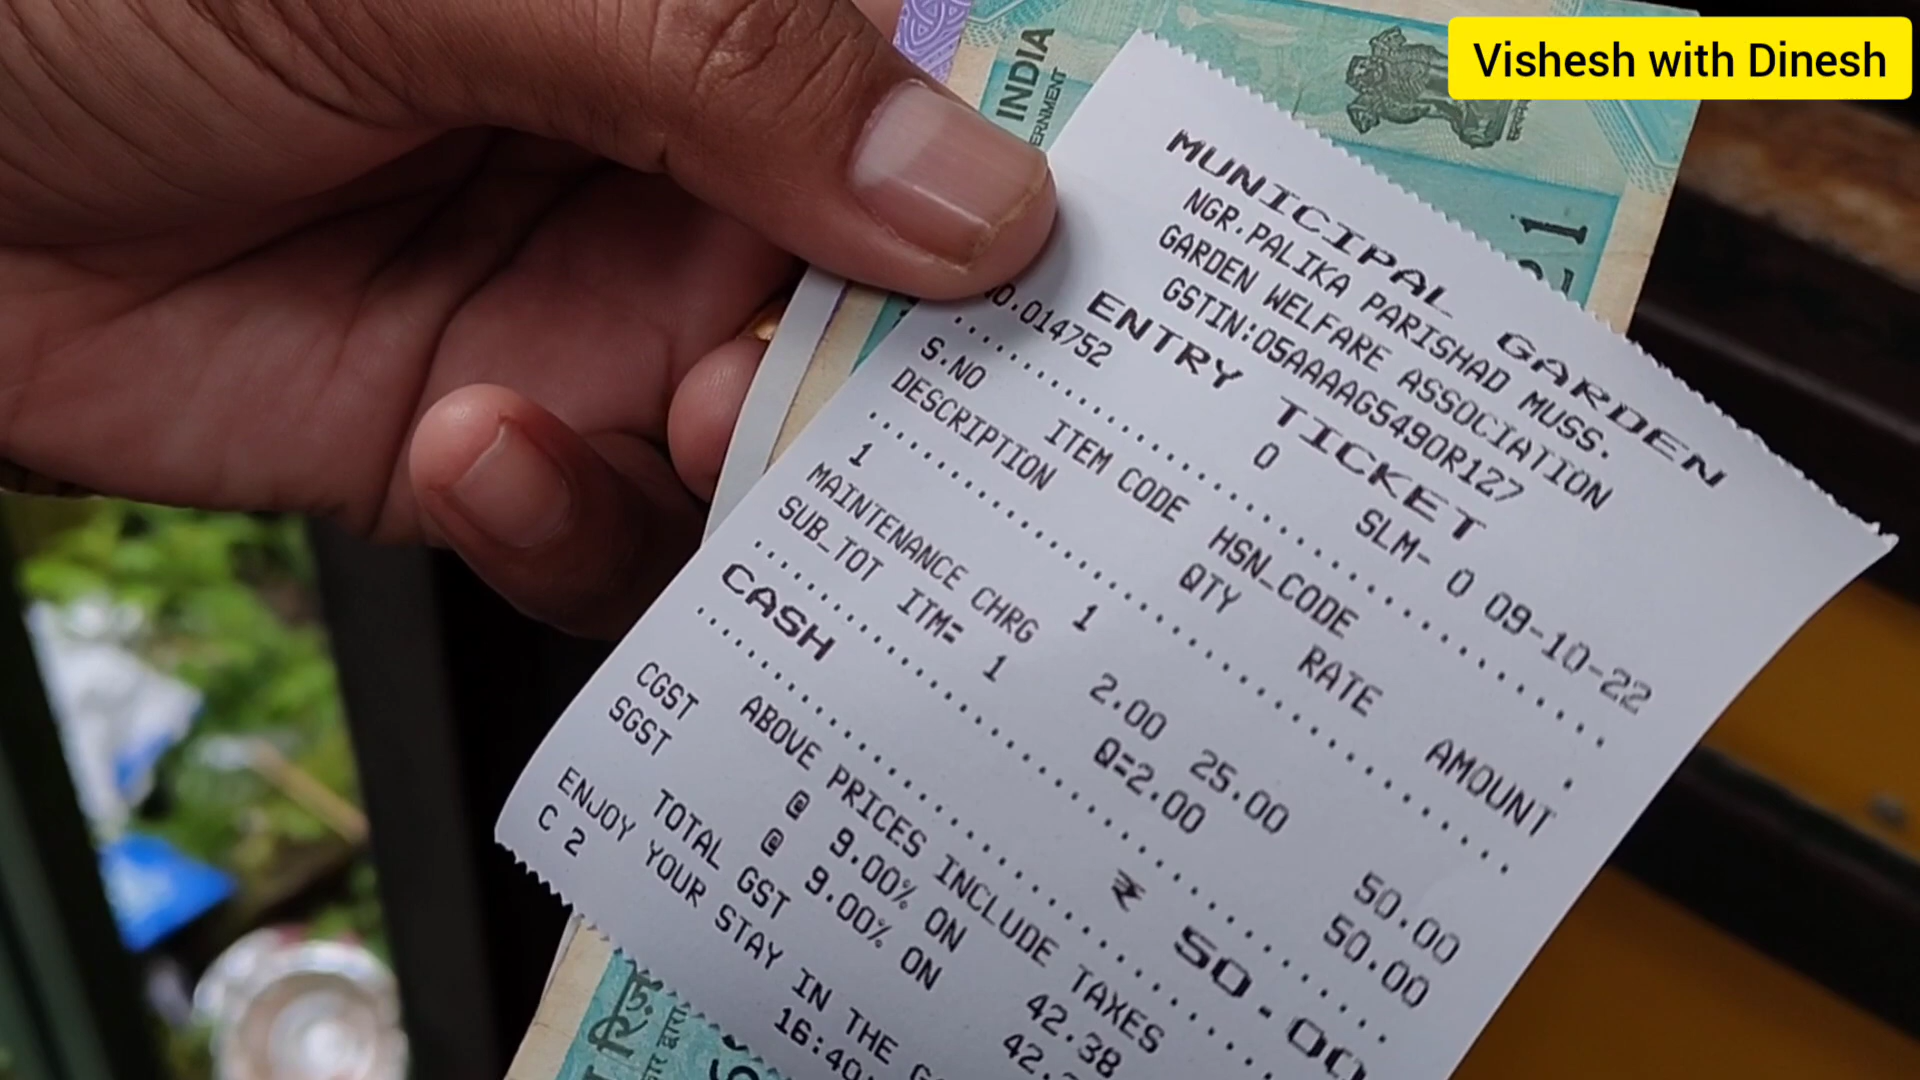 Vishesh with Dinesh
INDIA
MUNICIPAL GARDEN
NGR.PALIKA PARISHAD MUSS.
GARDEN WELFARE ASSOCIATION
GSTIN:05AAAAG5490R1Z7
ENTRY TICKET
NO.014752 0 SLM- 0 09-10-22
S.NO ITEM CODE HSN_CODE
DESCRIPTION QTY RATE AMOUNT
1 1
MAINTENANCE CHRG 2.00 25.00 50.00
SUB_TOT ITM= 1 Q=2.00 50.00
CASH ₹ 50.00
ABOVE PRICES INCLUDE TAXES
CGST @ 9.00% ON 42.38
SGST @ 9.00% ON
TOTAL GST
ENJOY YOUR STAY IN THE
C 2 16:40